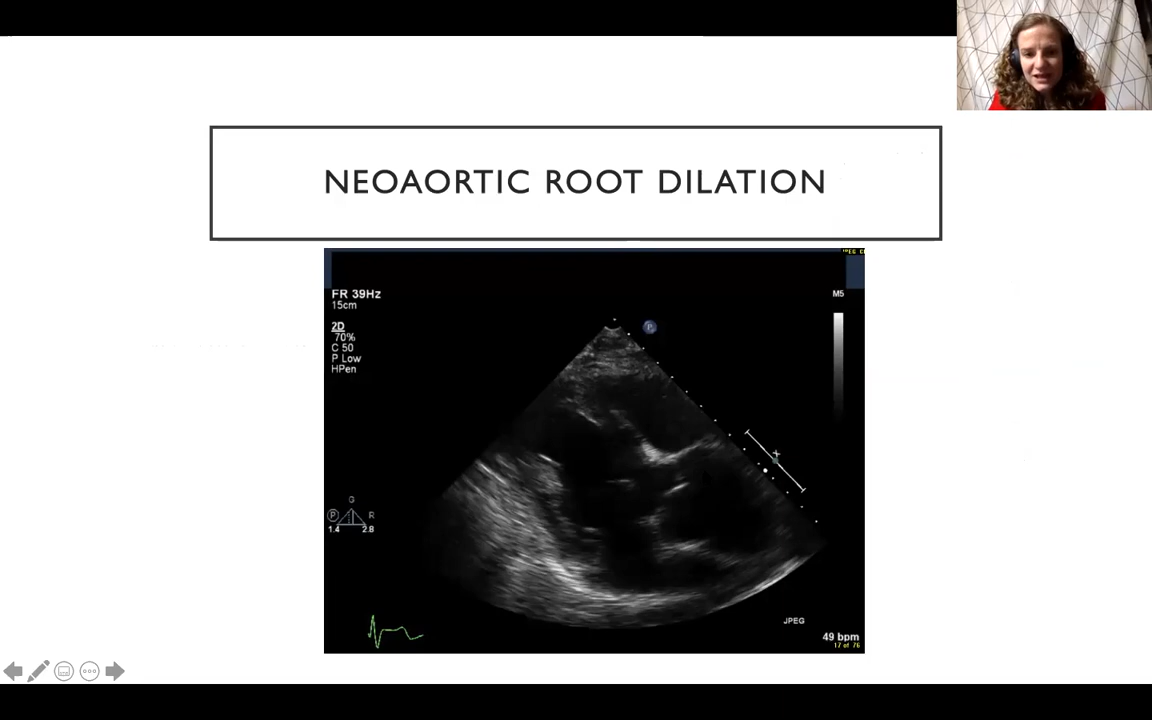 NEOAORTIC ROOT DILATION
FR 39Hz
15cm
M5
2D
70%
C 50
P Low
HPen
P
G
P R
1.4 2.8
JPEG
49 bpm
17 of 76